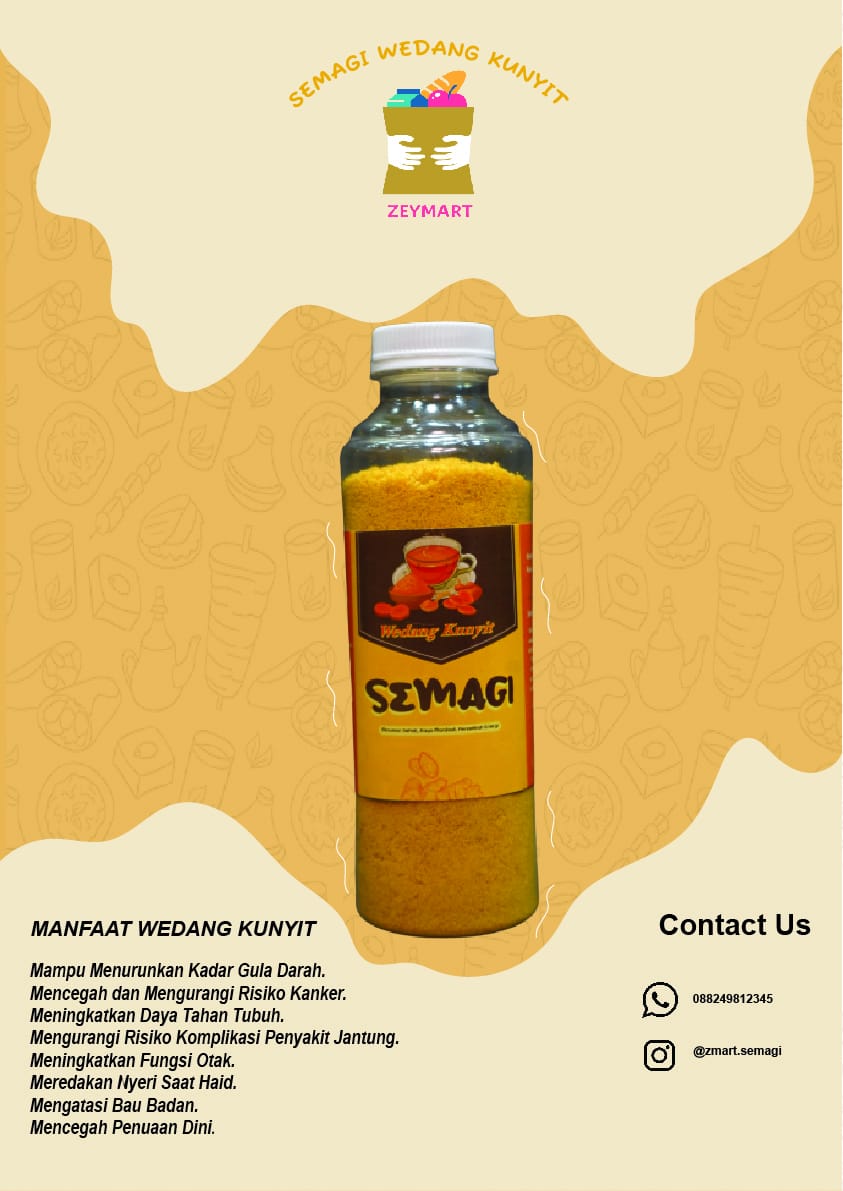 SEMAGI WEDANG KUNYIT
ZEYMART
Wedang Kunyit
SEMAGI
MANFAAT WEDANG KUNYIT
Mampu Menurunkan Kadar Gula Darah.
Mencegah dan Mengurangi Risiko Kanker.
Meningkatkan Daya Tahan Tubuh.
Mengurangi Risiko Komplikasi Penyakit Jantung.
Meningkatkan Fungsi Otak.
Meredakan Nyeri Saat Haid.
Mengatasi Bau Badan.
Mencegah Penuaan Dini.
Contact Us
088249812345
@zmart.semagi